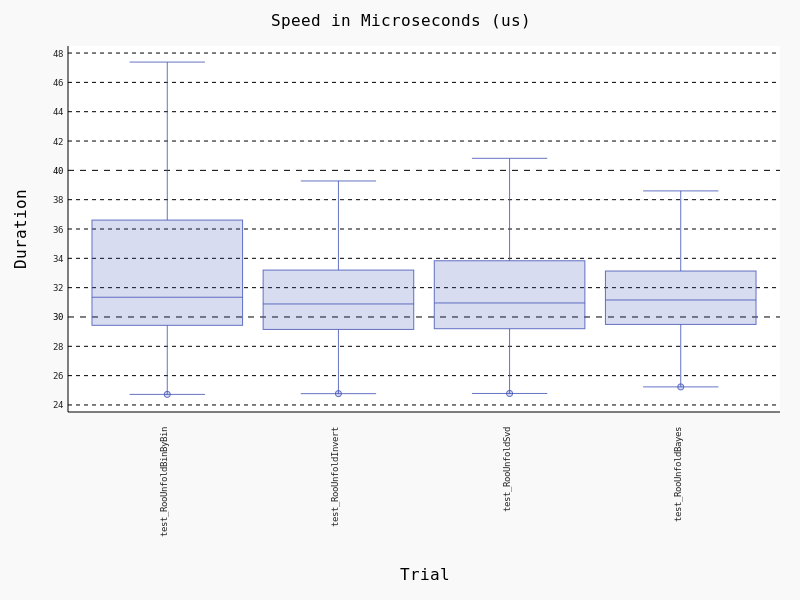 Speed in Microseconds (us)
48
46
44
42
40
38
36
34
32
30
28
26
24
Duration
test_RooUnfoldBinByBin
test_RooUnfoldInvert
test_RooUnfoldSvd
test_RooUnfoldBayes
Trial